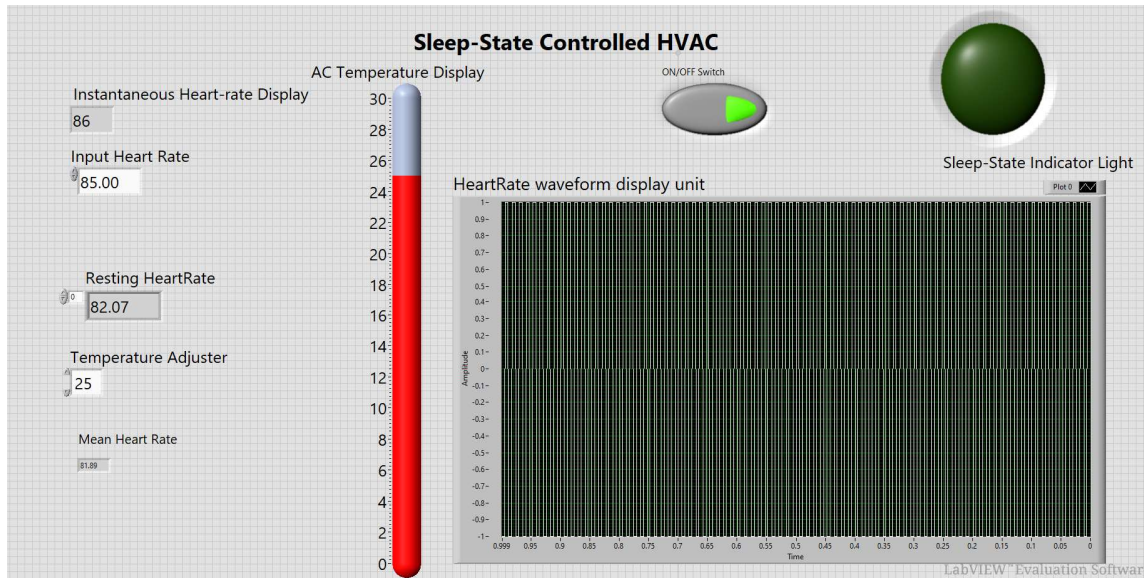 Sleep-State Controlled HVAC
AC Temperature Display
ON/OFF Switch
Instantaneous Heart-rate Display
86
Input Heart Rate
85.00
Resting HeartRate
0
82.07
Temperature Adjuster
25
Mean Heart Rate
81.89
30
28
26
24
22
20
18
16
14
12
10
8
6
4
2
0
Sleep-State Indicator Light
HeartRate waveform display unit
Plot 0
Amplitude
1
0.9
0.8
0.7
0.6
0.5
0.4
0.3
0.2
0.1
0
-0.1
-0.2
-0.3
-0.4
-0.5
-0.6
-0.7
-0.8
-0.9
-1
0.999 0.95 0.9 0.85 0.8 0.75 0.7 0.65 0.6 0.55 0.5 0.45 0.4 0.35 0.3 0.25 0.2 0.15 0.1 0.05 0
Time
LabVIEW™Evaluation Softwar